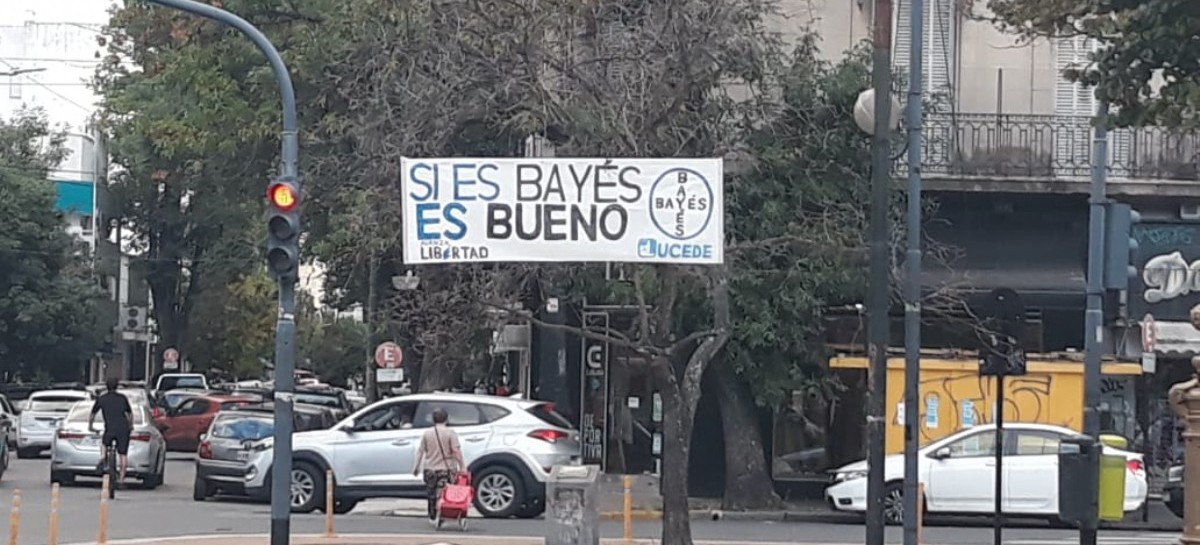 SI ES BAYÉS
ES BUENO
ALIANZA
LIBERTAD
BAYÉS
BAYÉS
UCEDE
E